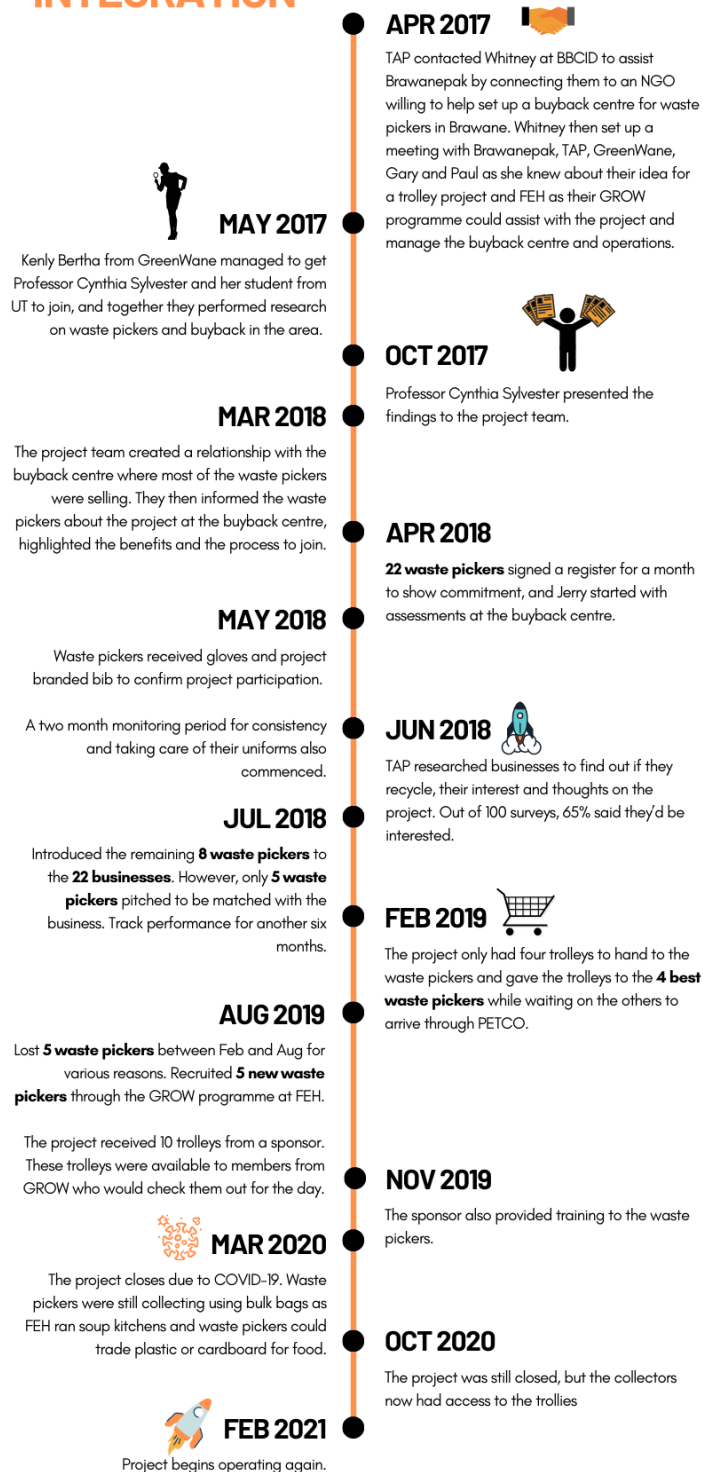 INTEGRATION
APR 2017
TAP contacted Whitney at BBCID to assist
Brawanepak by connecting them to an NGO
willing to help set up a buyback centre for waste
pickers in Brawane. Whitney then set up a
meeting with Brawanepak, TAP, GreenWane,
Gary and Paul as she knew about their idea for
a trolley project and FEH as their GROW
programme could assist with the project and
manage the buyback centre and operations.
MAY 2017
Kenly Bertha from GreenWane managed to get
Professor Cynthia Sylvester and her student from
UT to join, and together they performed research
on waste pickers and buyback in the area.
OCT 2017
Professor Cynthia Sylvester presented the
findings to the project team.
MAR 2018
The project team created a relationship with the
buyback centre where most of the waste pickers
were selling. They then informed the waste
pickers about the project at the buyback centre,
highlighted the benefits and the process to join.
APR 2018
22 waste pickers signed a register for a month
to show commitment, and Jerry started with
assessments at the buyback centre.
MAY 2018
Waste pickers received gloves and project
branded bib to confirm project participation.
A two month monitoring period for consistency
and taking care of their uniforms also
commenced.
JUN 2018
TAP researched businesses to find out if they
recycle, their interest and thoughts on the
project. Out of 100 surveys, 65% said they'd be
interested.
JUL 2018
Introduced the remaining 8 waste pickers to
the 22 businesses. However, only 5 waste
pickers pitched to be matched with the
business. Track performance for another six
months.
FEB 2019
The project only had four trolleys to hand to the
waste pickers and gave the trolleys to the 4 best
waste pickers while waiting on the others to
arrive through PETCO.
AUG 2019
Lost 5 waste pickers between Feb and Aug for
various reasons. Recruited 5 new waste
pickers through the GROW programme at FEH.
The project received 10 trolleys from a sponsor.
These trolleys were available to members from
GROW who would check them out for the day.
NOV 2019
The sponsor also provided training to the waste
pickers.
MAR 2020
The project closes due to COVID-19. Waste
pickers were still collecting using bulk bags as
FEH ran soup kitchens and waste pickers could
trade plastic or cardboard for food.
OCT 2020
The project was still closed, but the collectors
now had access to the trollies
FEB 2021
Project begins operating again.